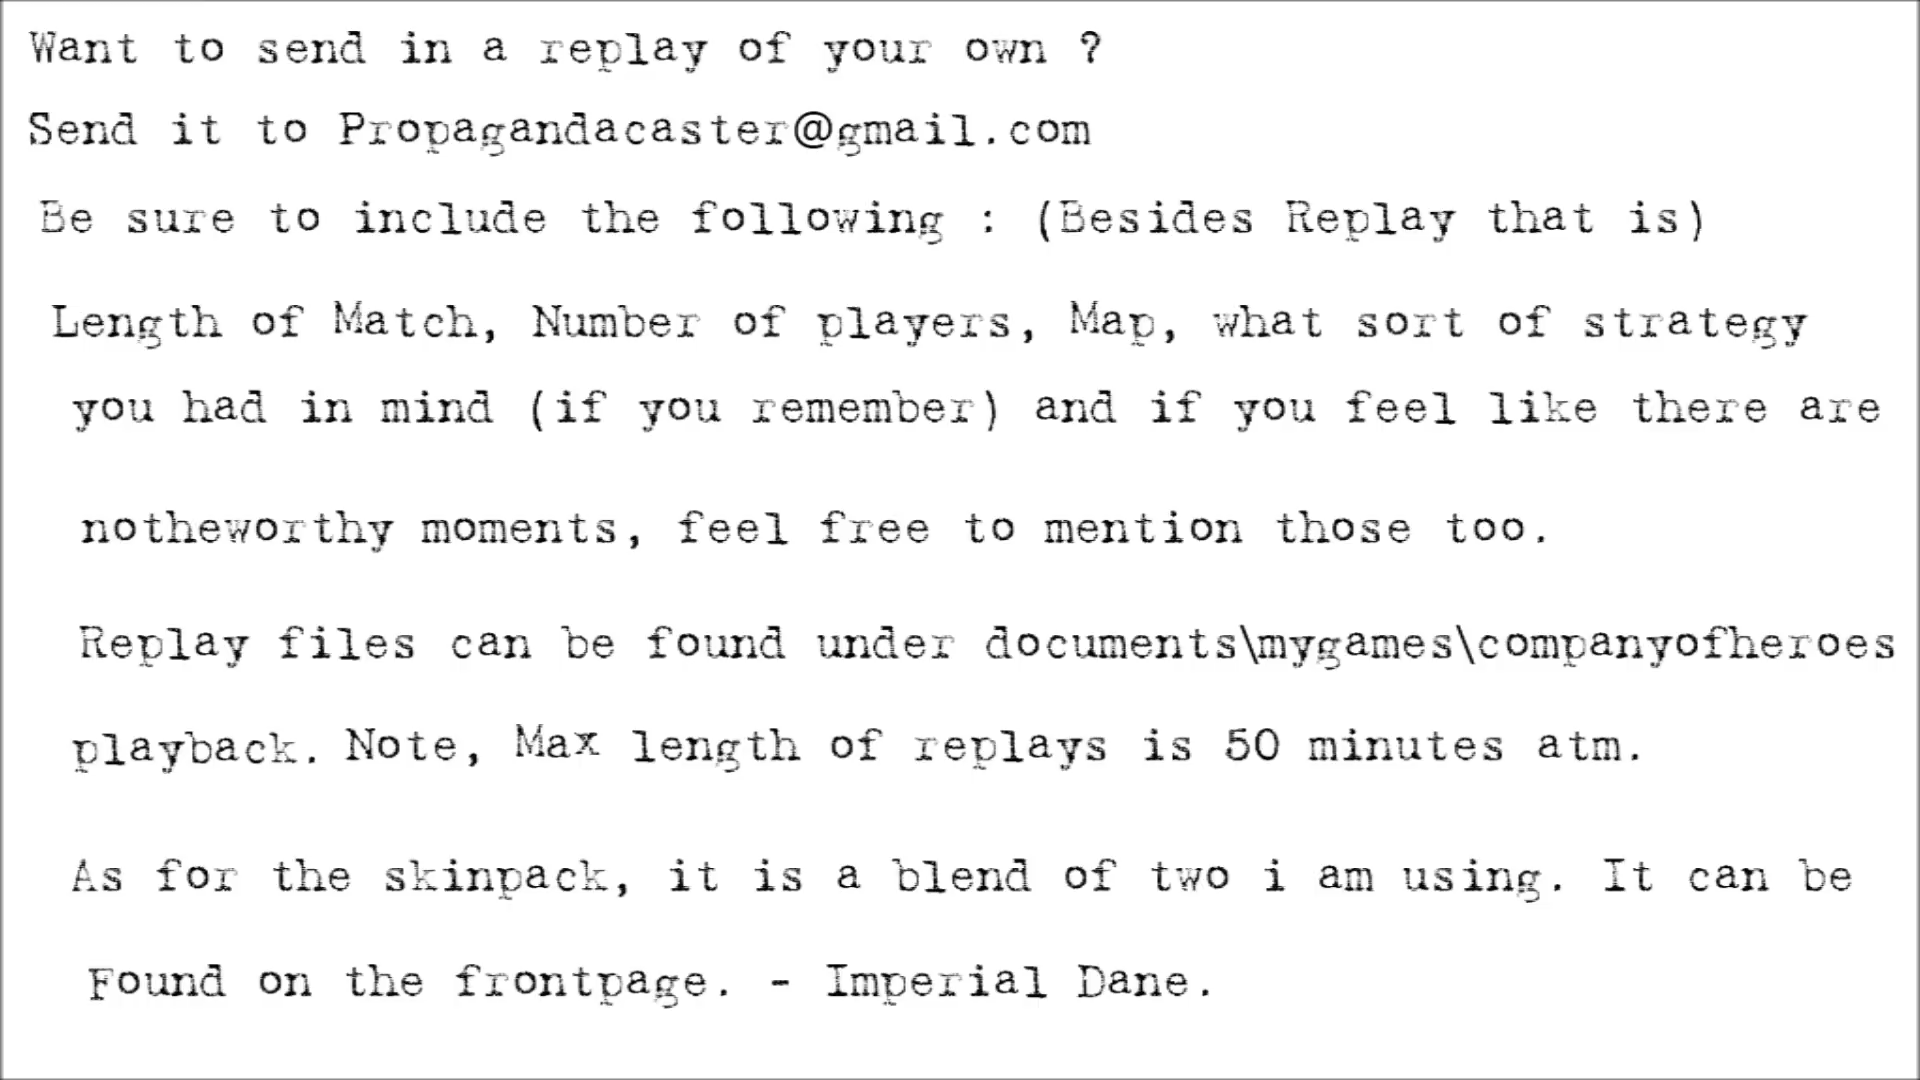 Want to send in a replay of your own ?
Send it to Propagandacaster@gmail.com
Be sure to include the following : (Besides Replay that is)
Length of Match, Number of players, Map, what sort of strategy
you had in mind (if you remember) and if you feel like there are
notheworthy moments, feel free to mention those too.
Replay files can be found under documents\mygames\companyofheroes
playback. Note, Max length of replays is 50 minutes atm.
As for the skinpack, it is a blend of two i am using. It can be
Found on the frontpage. - Imperial Dane.